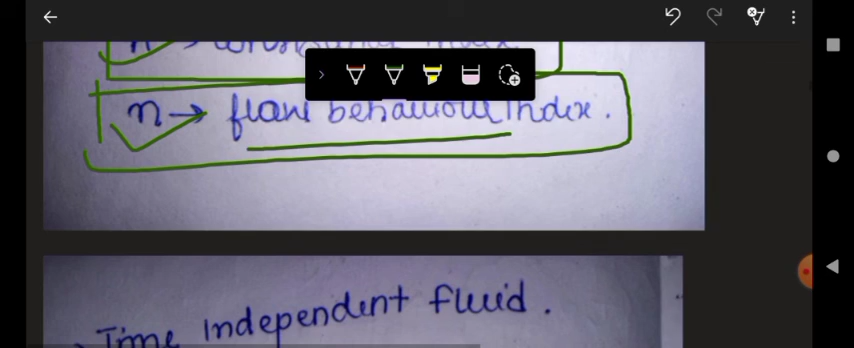 n → flow behaviour Index .
Time Independent fluid .